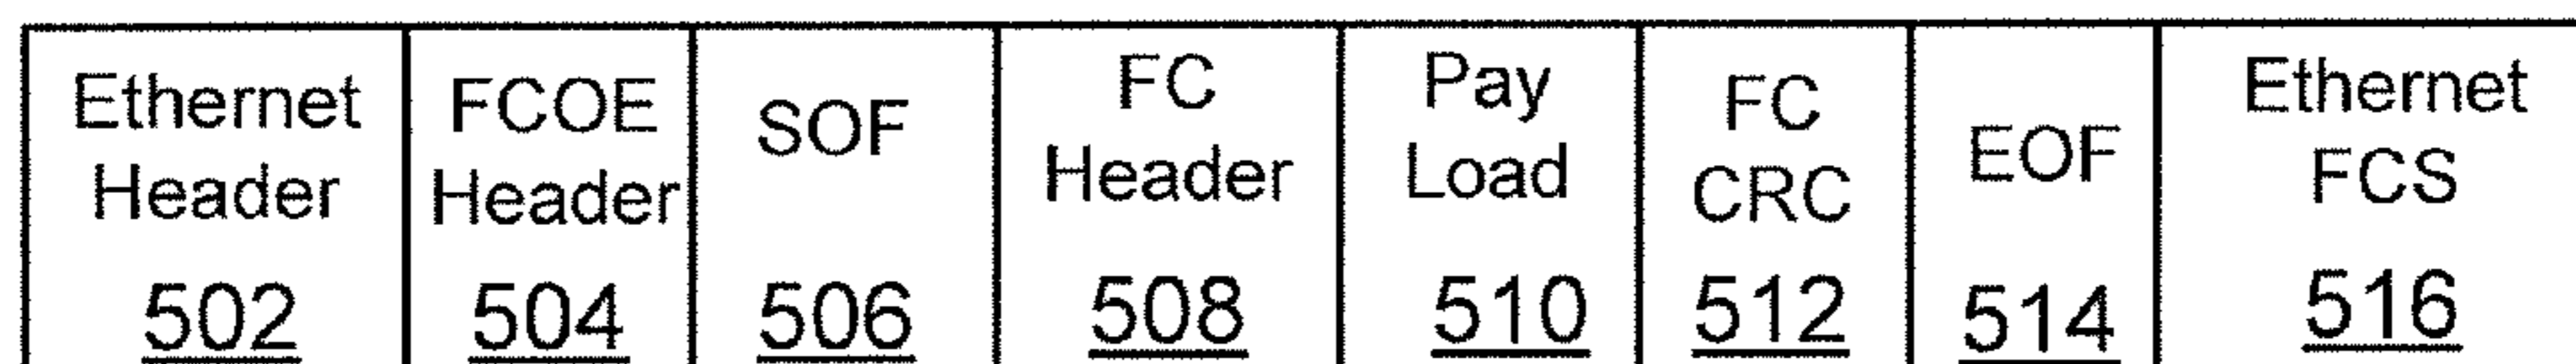 Ethernet
Header
502
FCOE
Header
504
SOF
506
FC
Header
508
Pay
Load
510
FC
CRC
512
EOF
514
Ethernet
FCS
516